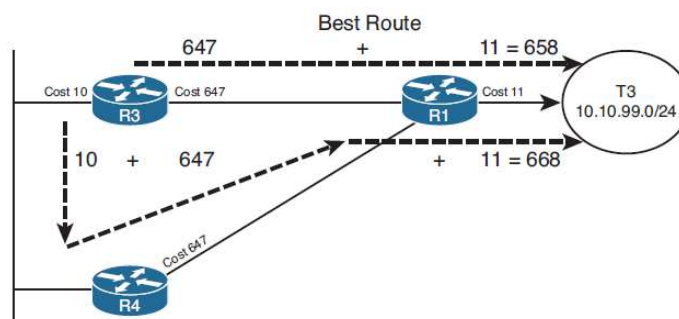 Best Route
647 + 11 = 658
Cost 10
R3
Cost 647
R1
Cost 11
T3
10.10.99.0/24
10 + 647 + 11 = 668
Cost 647
R4